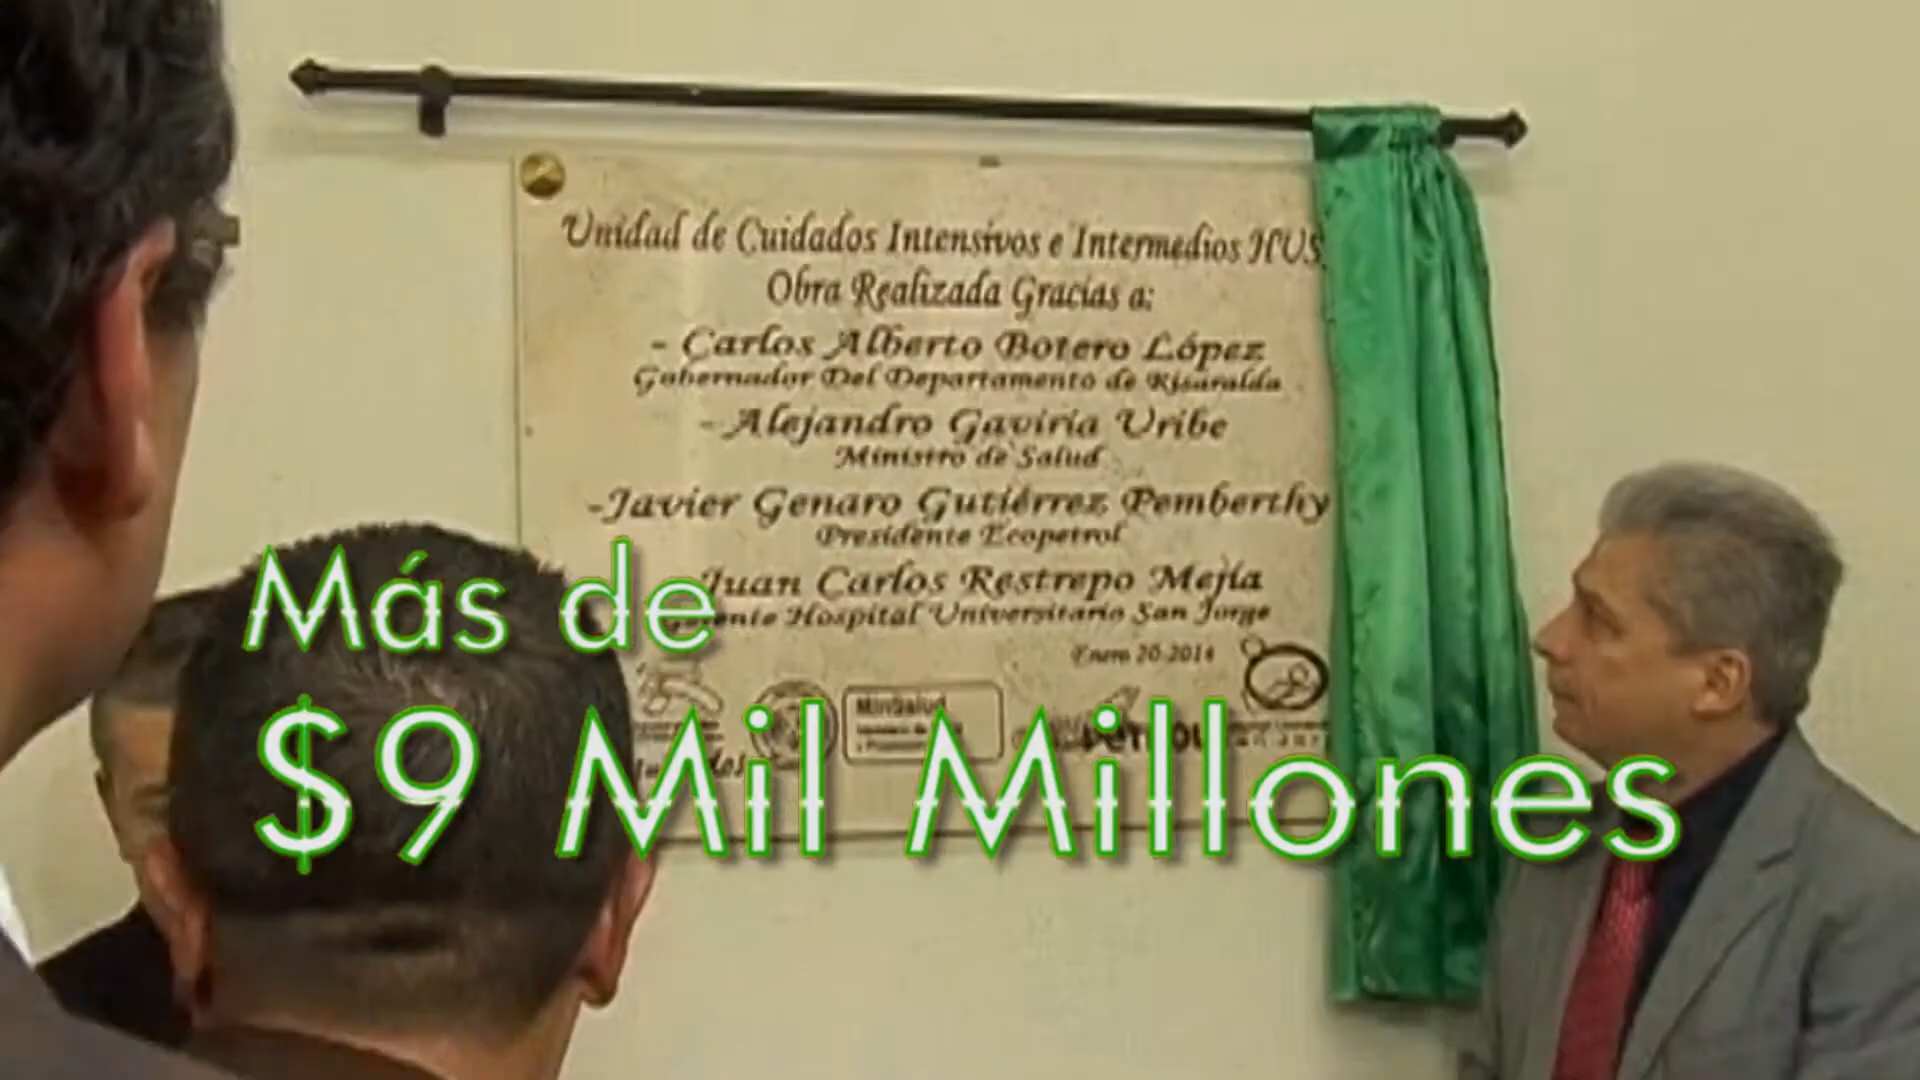 Unidad de Cuidados Intensivos e Intermedios HUS
Obra Realizada Gracias a:
- Carlos Alberto Botero López
Gobernador Del Departamento de Risaralda
- Alejandro Gaviria Uribe
Ministro de Salud
-Javier Genaro Gutiérrez Pemberthy
Presidente Ecopetrol
Juan Carlos Restrepo Mejía
Hospital Universitario San Jorge
Enero 20-2014
MinSalud
Más de
$9 Mil Millones